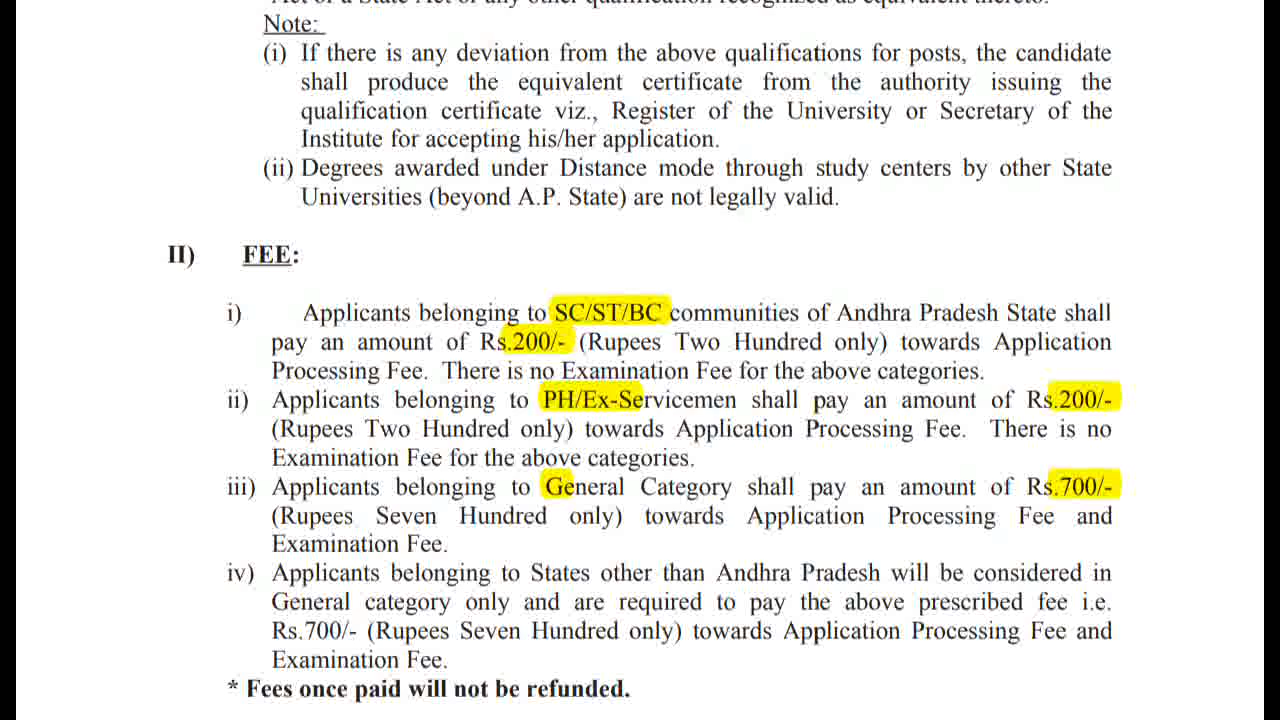 Note:
(i) If there is any deviation from the above qualifications for posts, the candidate
shall produce the equivalent certificate from the authority issuing the
qualification certificate viz., Register of the University or Secretary of the
Institute for accepting his/her application.
(ii) Degrees awarded under Distance mode through study centers by other State
Universities (beyond A.P. State) are not legally valid.
II) FEE:
i) Applicants belonging to SC/ST/BC communities of Andhra Pradesh State shall
pay an amount of Rs.200/- (Rupees Two Hundred only) towards Application
Processing Fee. There is no Examination Fee for the above categories.
ii) Applicants belonging to PH/Ex-Servicemen shall pay an amount of Rs.200/-
(Rupees Two Hundred only) towards Application Processing Fee. There is no
Examination Fee for the above categories.
iii) Applicants belonging to General Category shall pay an amount of Rs.700/-
(Rupees Seven Hundred only) towards Application Processing Fee and
Examination Fee.
iv) Applicants belonging to States other than Andhra Pradesh will be considered in
General category only and are required to pay the above prescribed fee i.e.
Rs.700/- (Rupees Seven Hundred only) towards Application Processing Fee and
Examination Fee.
* Fees once paid will not be refunded.